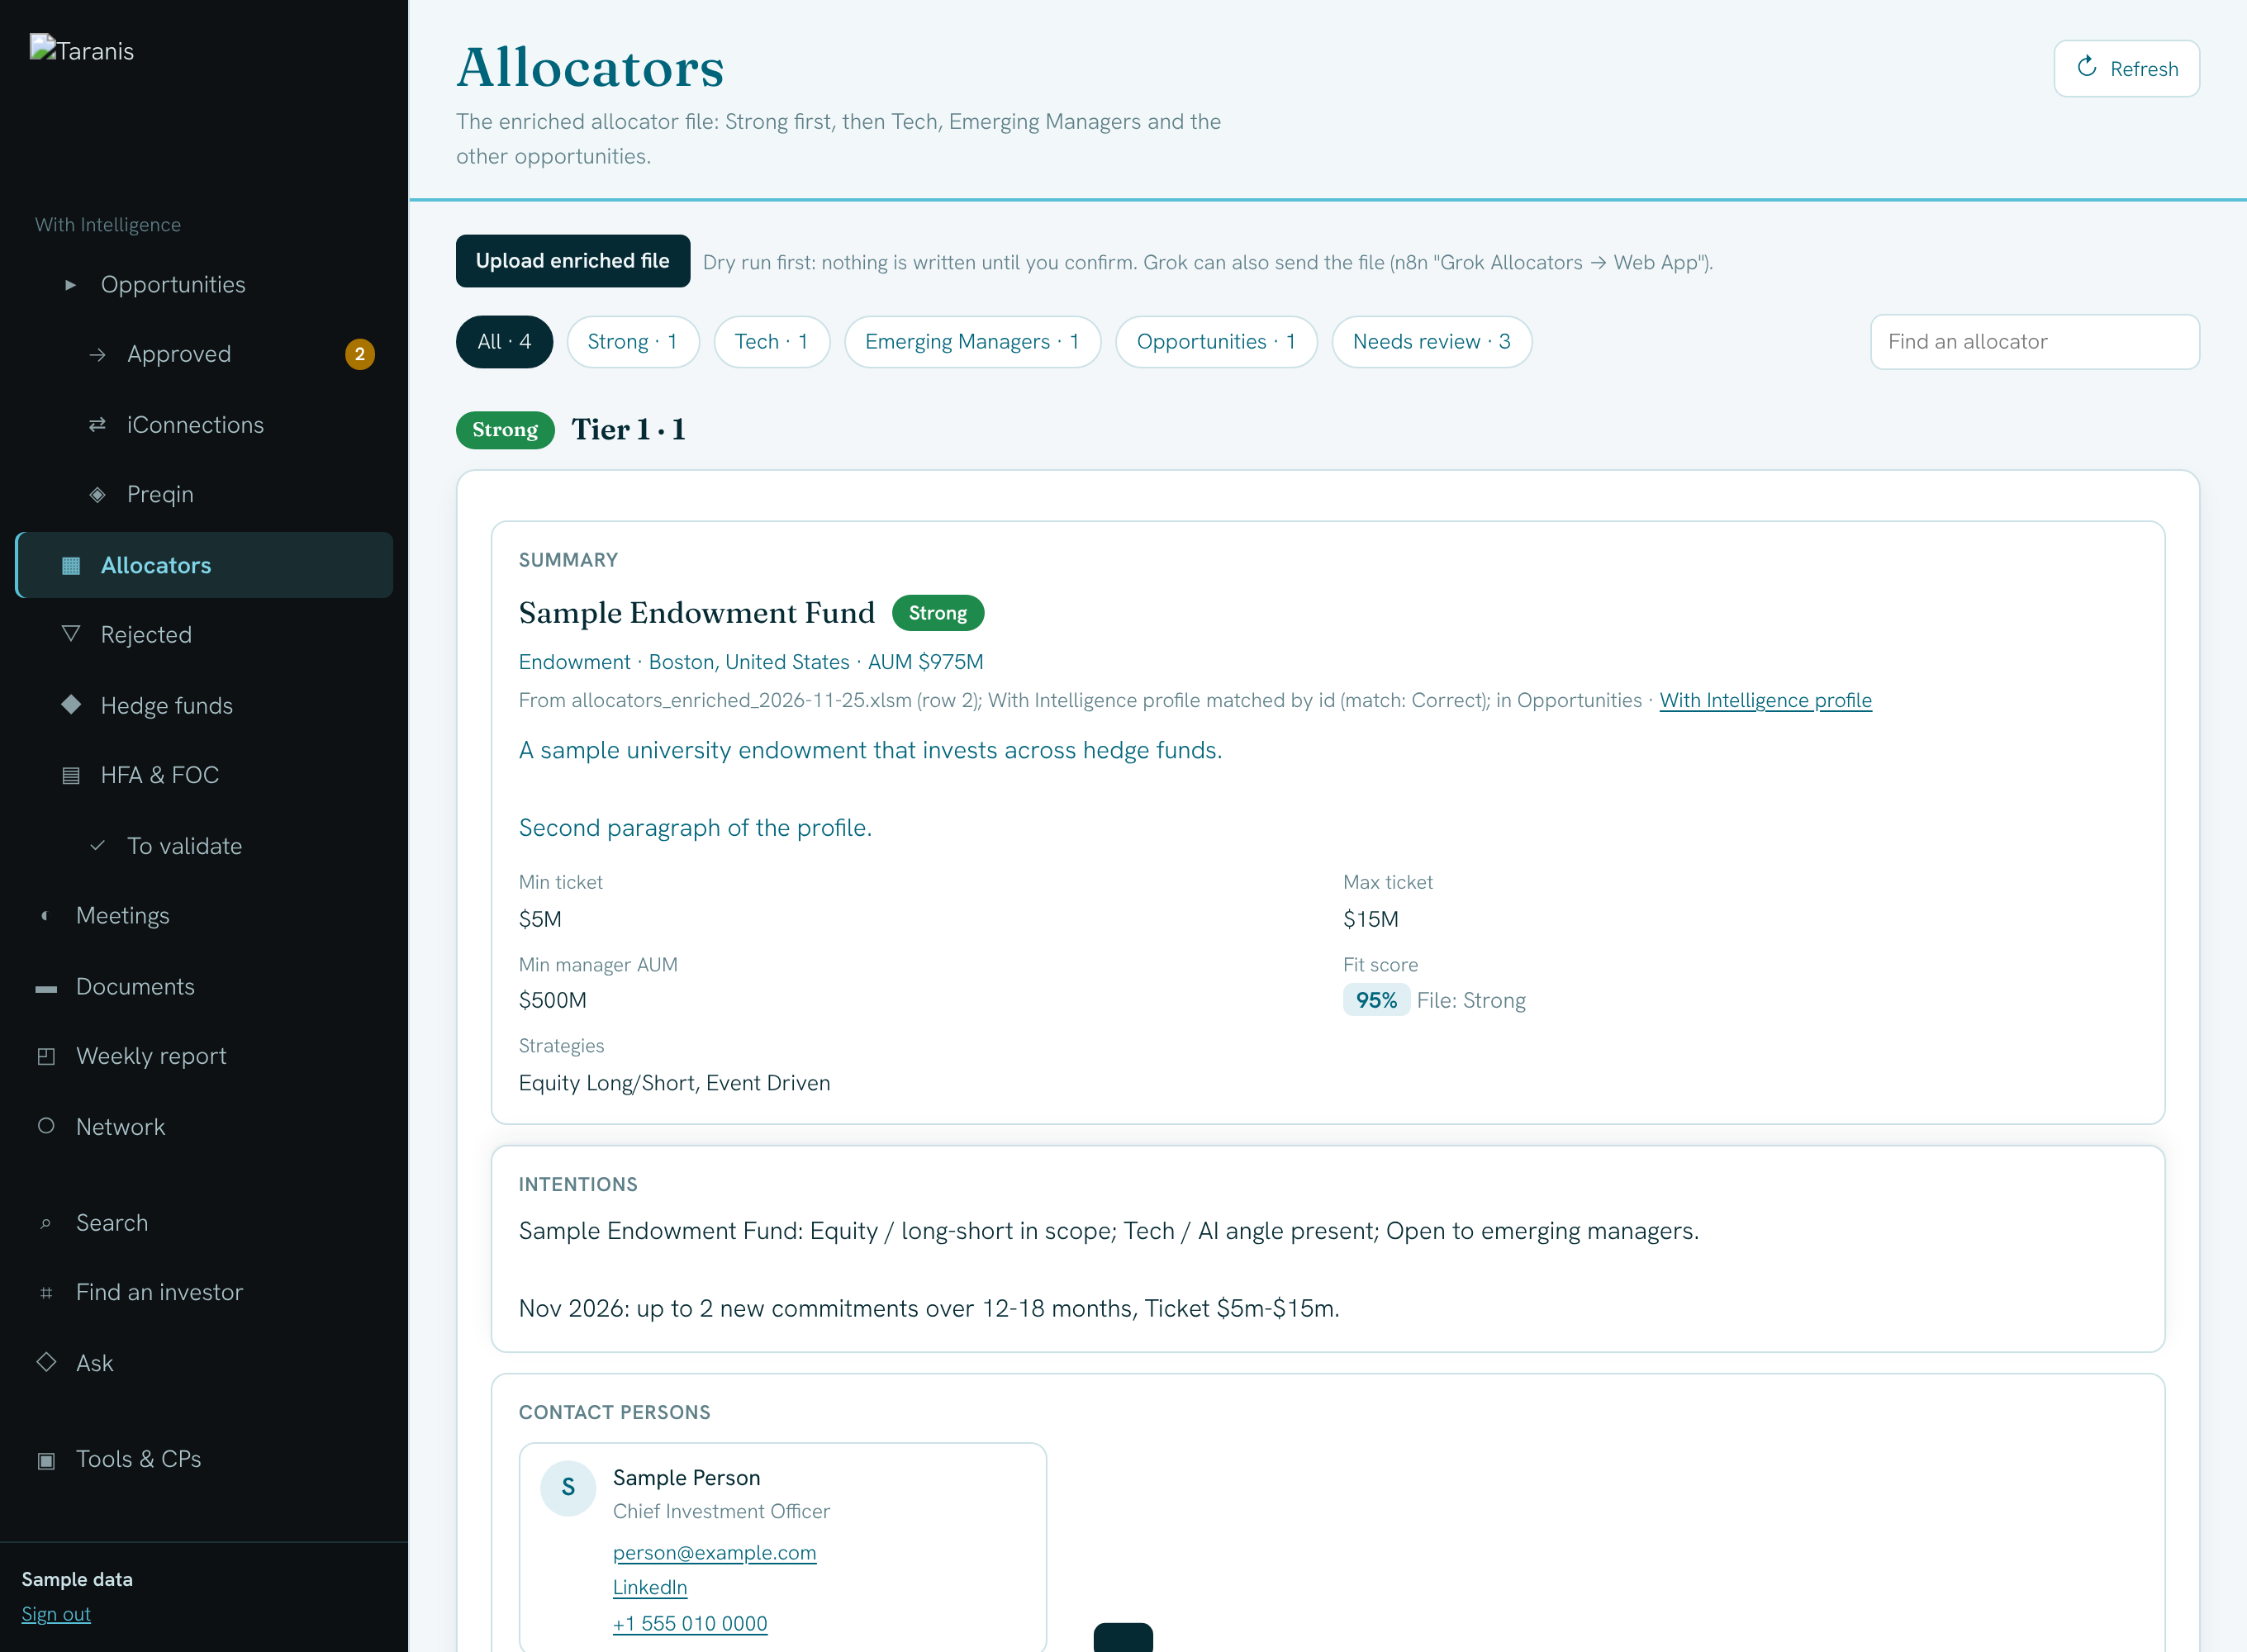 Taranis
With Intelligence
Opportunities
Approved 2
iConnections
Preqin
Allocators
Rejected
Hedge funds
HFA & FOC
To validate
Meetings
Documents
Weekly report
Network
Search
Find an investor
Ask
Tools & CPs
Sample data
Sign out
Allocators
Refresh
The enriched allocator file: Strong first, then Tech, Emerging Managers and the
other opportunities.
Upload enriched file Dry run first: nothing is written until you confirm. Grok can also send the file (n8n "Grok Allocators → Web App").
All · 4 Strong · 1 Tech · 1 Emerging Managers · 1 Opportunities · 1 Needs review · 3 Find an allocator
Strong Tier 1 · 1
SUMMARY
Sample Endowment Fund Strong
Endowment · Boston, United States · AUM $975M
From allocators_enriched_2026-11-25.xlsm (row 2); With Intelligence profile matched by id (match: Correct); in Opportunities · With Intelligence profile
A sample university endowment that invests across hedge funds.
Second paragraph of the profile.
Min ticket Max ticket
$5M $15M
Min manager AUM Fit score
$500M 95% File: Strong
Strategies
Equity Long/Short, Event Driven
INTENTIONS
Sample Endowment Fund: Equity / long-short in scope; Tech / AI angle present; Open to emerging managers.
Nov 2026: up to 2 new commitments over 12-18 months, Ticket $5m-$15m.
CONTACT PERSONS
S Sample Person
Chief Investment Officer
person@example.com
LinkedIn
+1 555 010 0000